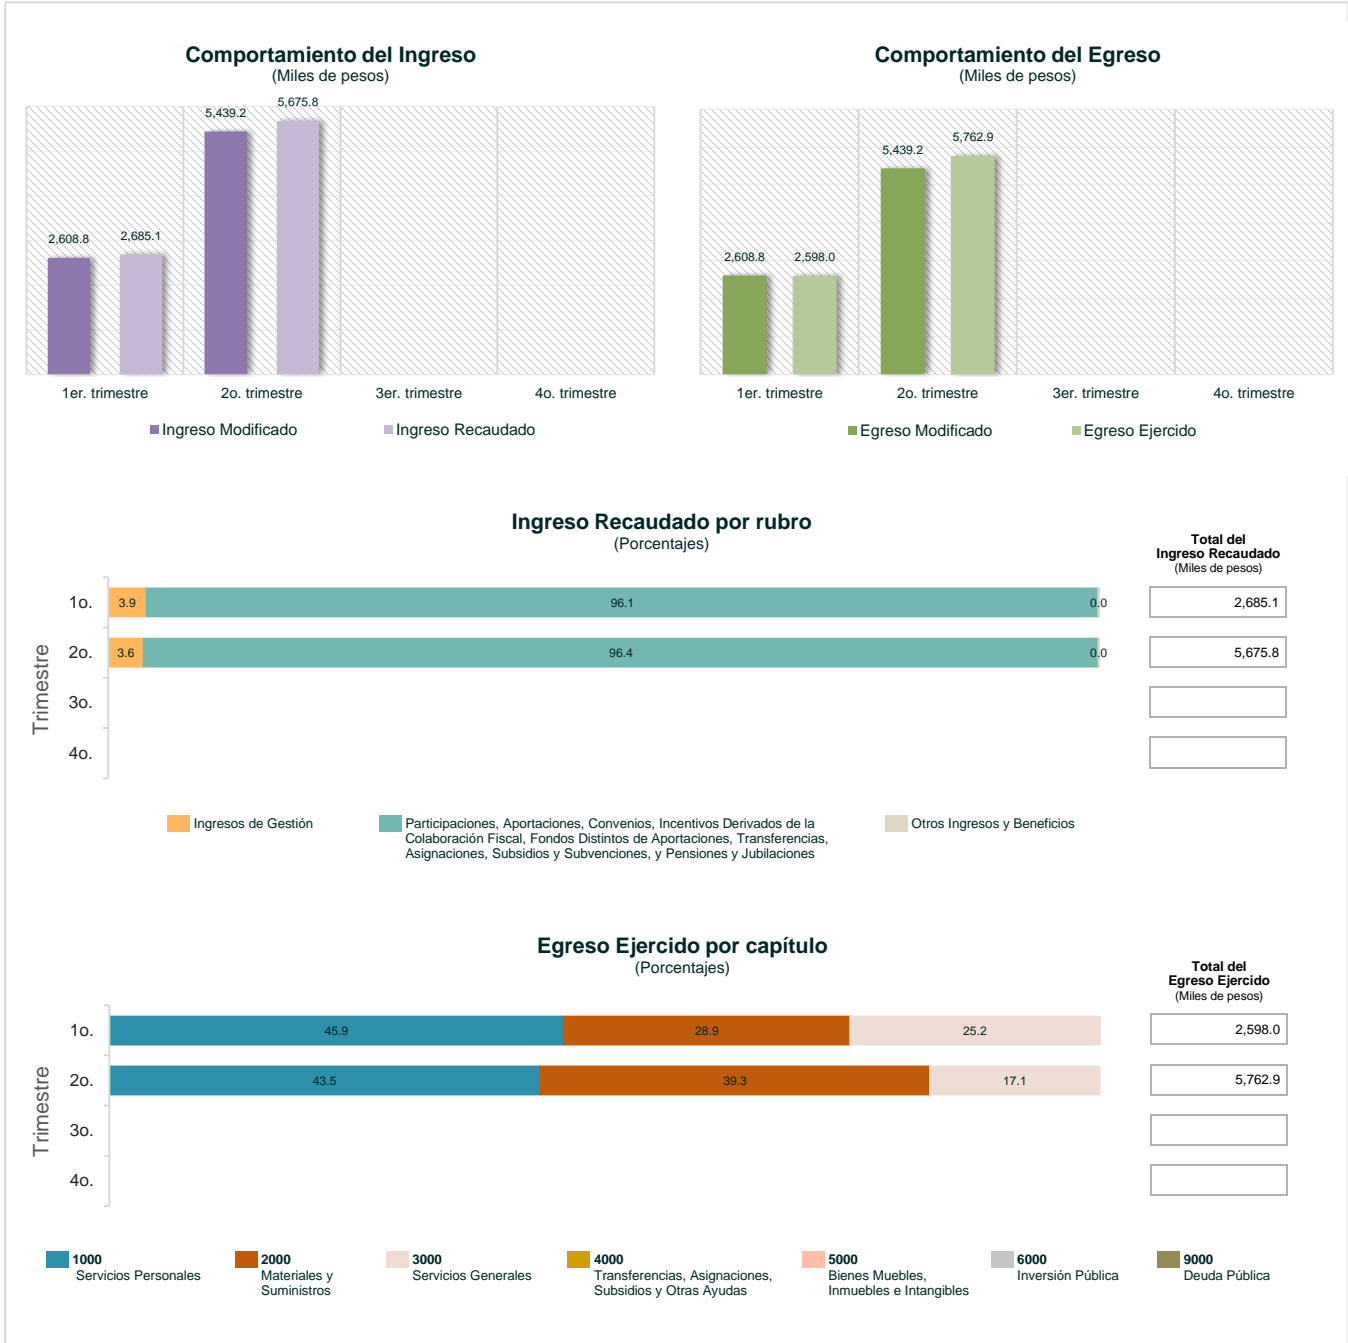 Comportamiento del Ingreso
(Miles de pesos)
5,675.8
5,439.2
2,685.1
2,608.8
1er. trimestre
2o. trimestre
3er. trimestre
4o. trimestre
Ingreso Modificado
Ingreso Recaudado
Comportamiento del Egreso
(Miles de pesos)
5,762.9
5,439.2
2,608.8
2,598.0
1er. trimestre
2o. trimestre
3er. trimestre
4o. trimestre
Egreso Modificado
Egreso Ejercido
Ingreso Recaudado por rubro
(Porcentajes)
Total del
Ingreso Recaudado
(Miles de pesos)
Trimestre
1o.
3.9
96.1
0.0
2,685.1
2o.
3.6
96.4
0.0
5,675.8
3o.
4o.
Ingresos de Gestión
Participaciones, Aportaciones, Convenios, Incentivos Derivados de la
Colaboración Fiscal, Fondos Distintos de Aportaciones, Transferencias,
Asignaciones, Subsidios y Subvenciones, y Pensiones y Jubilaciones
Otros Ingresos y Beneficios
Egreso Ejercido por capítulo
(Porcentajes)
Total del
Egreso Ejercido
(Miles de pesos)
Trimestre
1o.
45.9
28.9
25.2
2,598.0
2o.
43.5
39.3
17.1
5,762.9
3o.
4o.
1000
Servicios Personales
2000
Materiales y
Suministros
3000
Servicios Generales
4000
Transferencias, Asignaciones,
Subsidios y Otras Ayudas
5000
Bienes Muebles,
Inmuebles e Intangibles
6000
Inversión Pública
9000
Deuda Pública